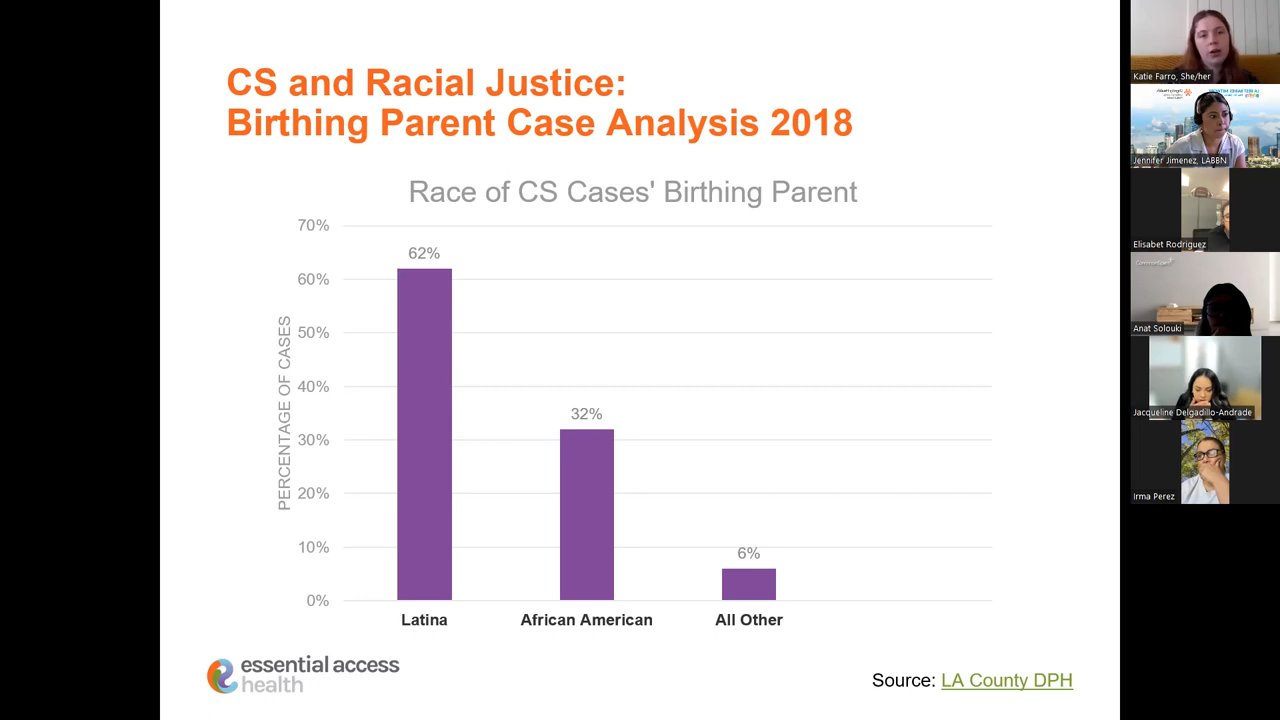 CS and Racial Justice:
Birthing Parent Case Analysis 2018
Race of CS Cases' Birthing Parent
PERCENTAGE OF CASES
70%
60%
50%
40%
30%
20%
10%
0%
62%
32%
6%
Latina
African American
All Other
essential access
health
Source: LA County DPH
Katie Farro, She/her
Jennifer Jimenez, LABBN
Elisabet Rodriguez
CommonSpirit
Anat Solouki
Jacqueline Delgadillo-Andrade
Irma Perez